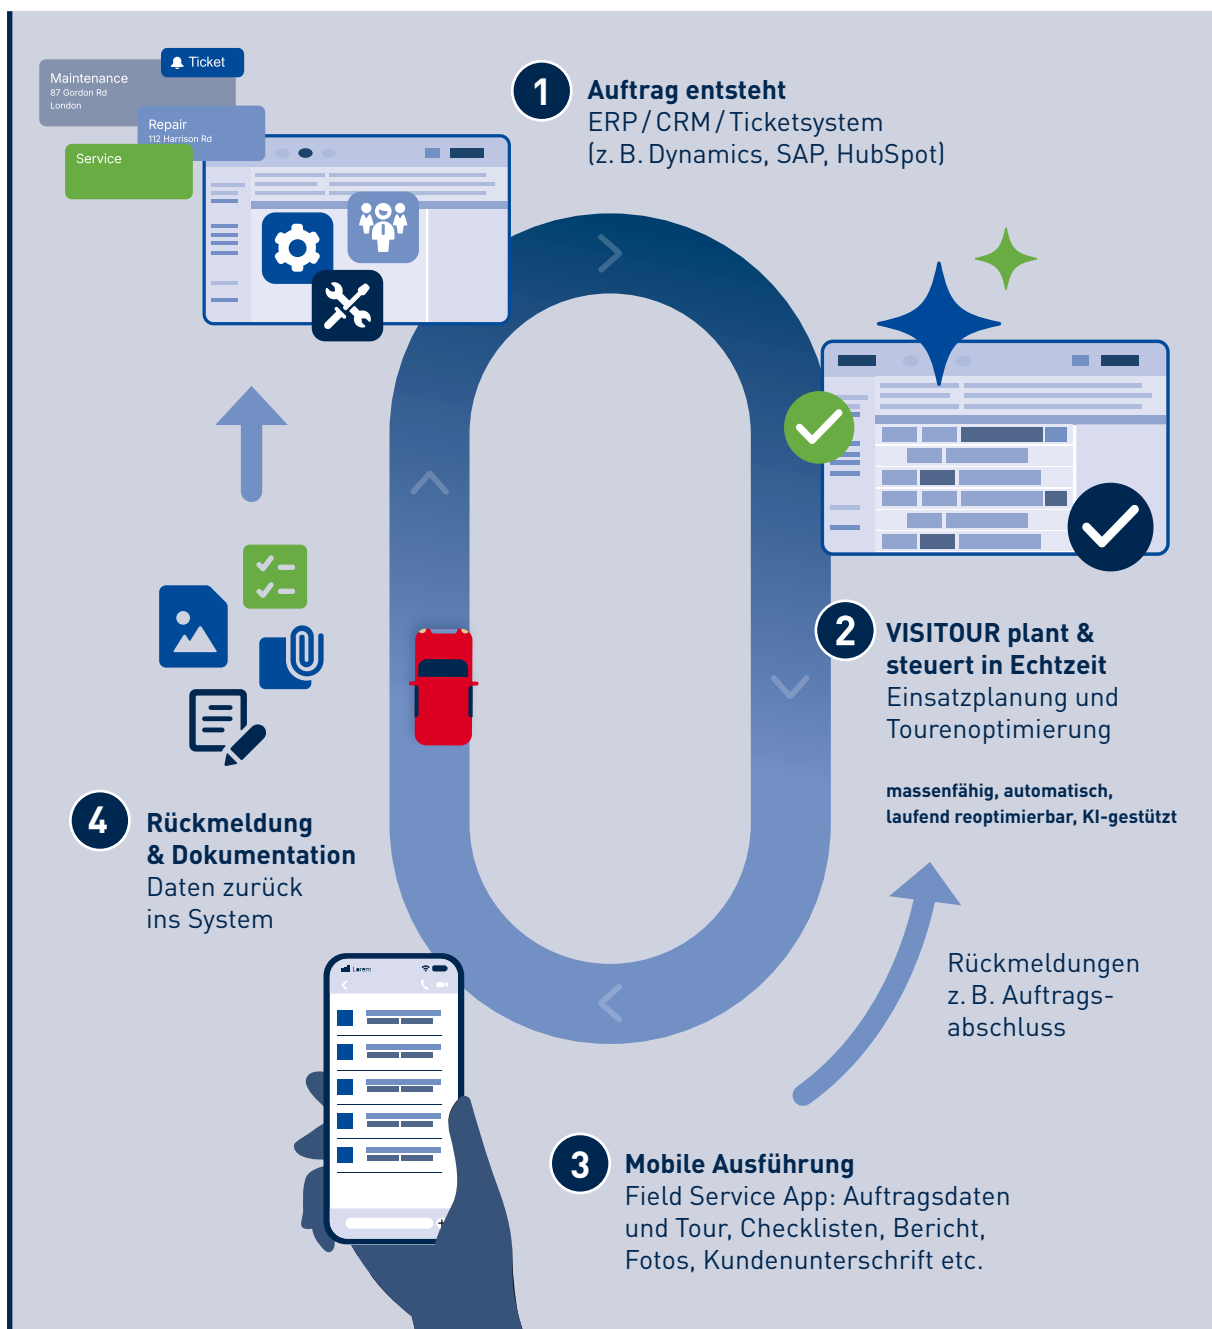 Ticket
Maintenance
87 Gordon Rd
London
Repair
112 Harrison Rd
Service
1
Auftrag entsteht
ERP / CRM / Ticketsystem
(z. B. Dynamics, SAP, HubSpot)
2
VISITOUR plant &
steuert in Echtzeit
Einsatzplanung und
Tourenoptimierung
massenfähig, automatisch,
laufend reoptimierbar, KI-gestützt
4
Rückmeldung
& Dokumentation
Daten zurück
ins System
Rückmeldungen
z. B. Auftrags-
abschluss
Lorem
3
Mobile Ausführung
Field Service App: Auftragsdaten
und Tour, Checklisten, Bericht,
Fotos, Kundenunterschrift etc.